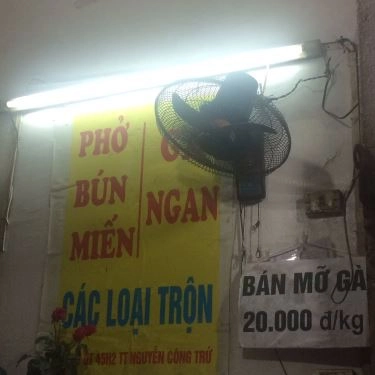 PHỞ
BÚN
MIẾN
NGAN
CÁC LOẠI TRỘN
45H2 TT NGUYỄN CÔNG TRỨ
BÁN MỠ GÀ
20.000 đ/kg